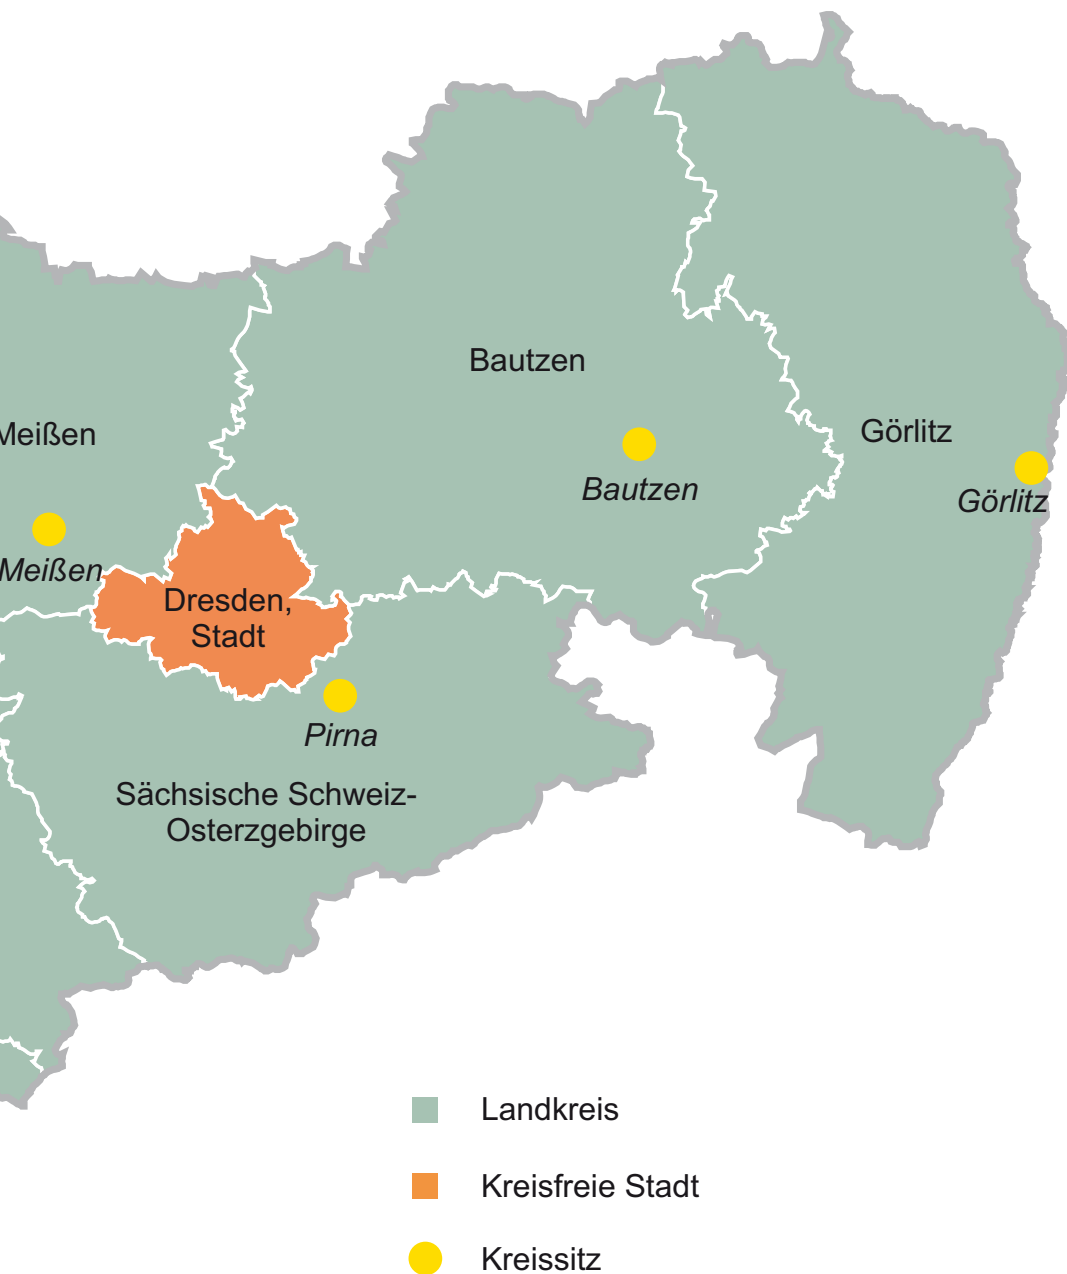 Bautzen
Meißen
Görlitz
Bautzen
Görlitz
Meißen
Dresden,
Stadt
Pirna
Sächsische Schweiz-
Osterzgebirge
Landkreis
Kreisfreie Stadt
Kreissitz